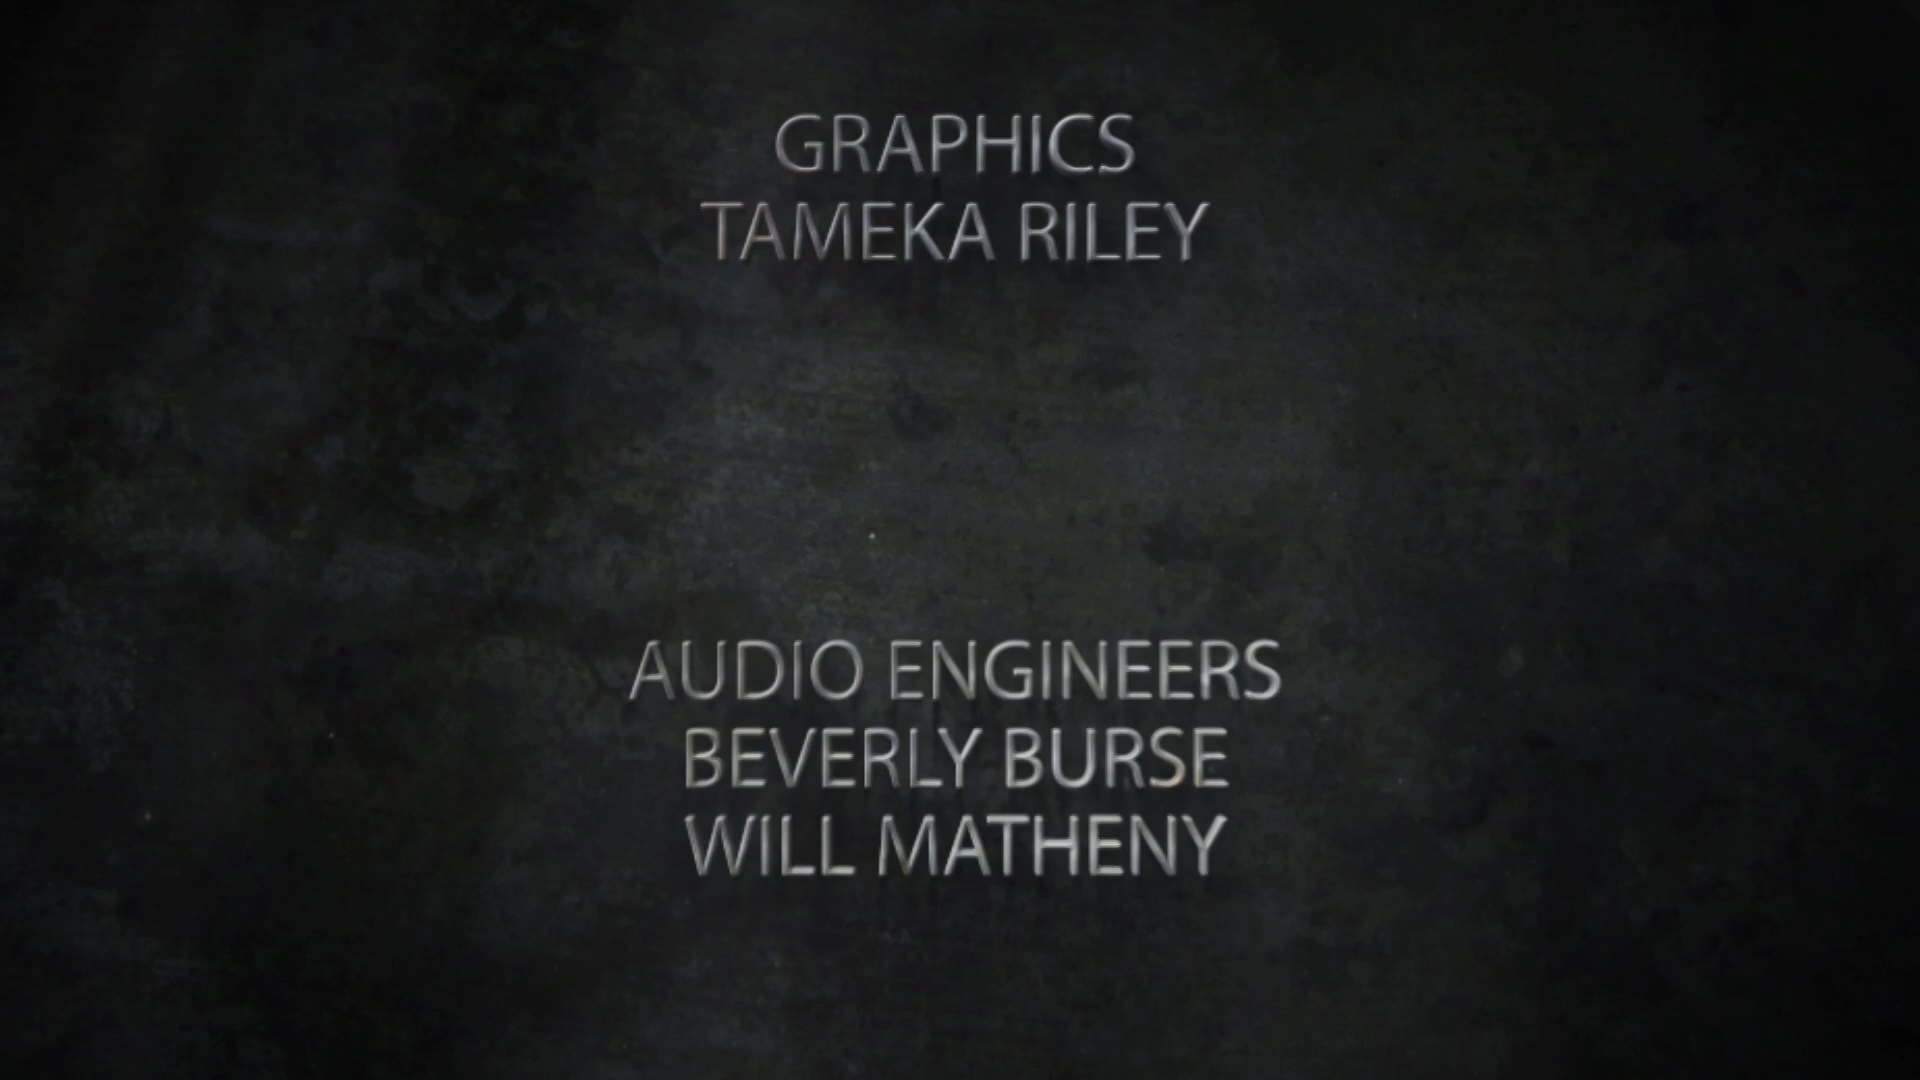 GRAPHICS
TAMEKA RILEY
AUDIO ENGINEERS
BEVERLY BURSE
WILL MATHENY